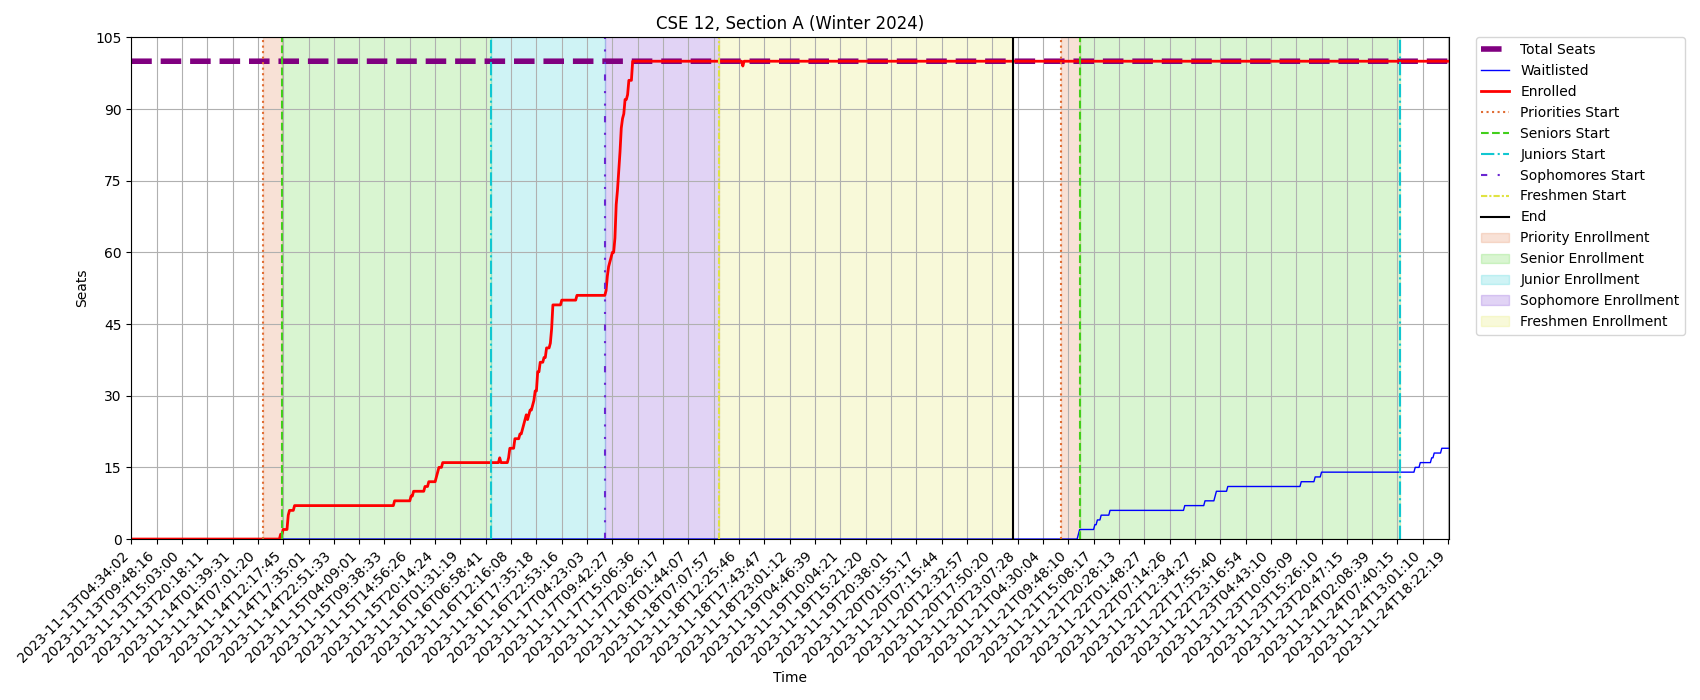 CSE 12, Section A (Winter 2024)
105
90
75
60
45
30
15
0
Seats
2023-11-13T04:34:02
2023-11-13T09:48:16
2023-11-13T15:03:00
2023-11-13T20:18:11
2023-11-14T01:39:31
2023-11-14T07:01:20
2023-11-14T12:17:45
2023-11-14T17:35:01
2023-11-14T22:51:33
2023-11-15T04:09:01
2023-11-15T09:38:33
2023-11-15T14:56:26
2023-11-15T20:14:24
2023-11-16T01:31:19
2023-11-16T06:58:41
2023-11-16T12:16:08
2023-11-16T17:35:18
2023-11-16T22:53:16
2023-11-17T04:23:03
2023-11-17T09:42:27
2023-11-17T15:06:36
2023-11-17T20:26:17
2023-11-18T01:44:07
2023-11-18T07:07:57
2023-11-18T12:25:46
2023-11-18T17:43:47
2023-11-18T23:01:12
2023-11-19T04:46:39
2023-11-19T10:04:21
2023-11-19T15:21:20
2023-11-19T20:38:01
2023-11-20T01:55:17
2023-11-20T07:15:44
2023-11-20T12:32:57
2023-11-20T17:50:20
2023-11-20T23:07:28
2023-11-21T04:30:04
2023-11-21T09:48:10
2023-11-21T15:08:17
2023-11-21T20:28:13
2023-11-22T01:48:27
2023-11-22T07:14:26
2023-11-22T12:34:27
2023-11-22T17:55:40
2023-11-22T23:16:54
2023-11-23T04:43:10
2023-11-23T10:05:09
2023-11-23T15:26:10
2023-11-23T20:47:15
2023-11-24T02:08:39
2023-11-24T07:40:15
2023-11-24T13:01:10
2023-11-24T18:22:19
Time
Total Seats
Waitlisted
Enrolled
Priorities Start
Seniors Start
Juniors Start
Sophomores Start
Freshmen Start
End
Priority Enrollment
Senior Enrollment
Junior Enrollment
Sophomore Enrollment
Freshmen Enrollment